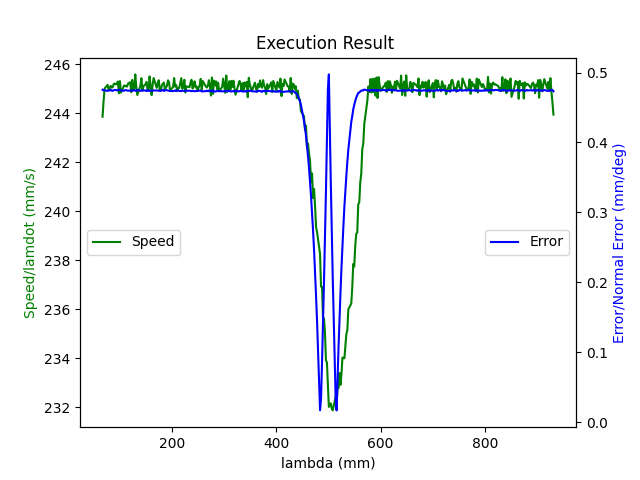 Execution Result
Speed/lamdot (mm/s)
246
244
242
240
238
236
234
232
Speed
Error
0.5
0.4
0.3
0.2
0.1
0.0
Error/Normal Error (mm/deg)
200 400 600 800
lambda (mm)